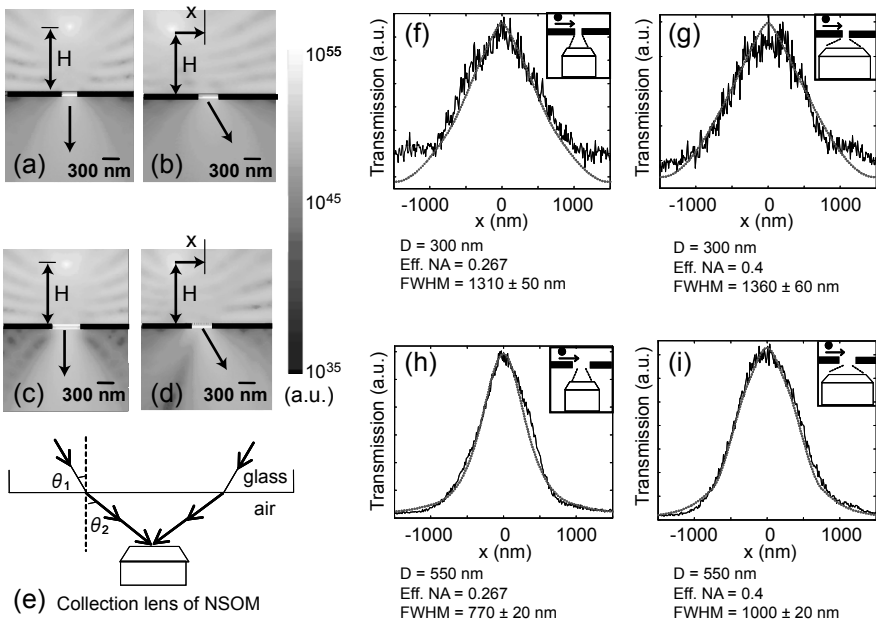 x
H
H
(a)
300 nm
(b)
300 nm
10^55
10^45
10^35
(a.u.)
x
H
H
(c)
300 nm
(d)
300 nm
θ1
glass
air
θ2
(e) Collection lens of NSOM
(f)
Transmission (a.u.)
-1000 0 1000
x (nm)
D = 300 nm
Eff. NA = 0.267
FWHM = 1310 ± 50 nm
(g)
Transmission (a.u.)
-1000 0 1000
x (nm)
D = 300 nm
Eff. NA = 0.4
FWHM = 1360 ± 60 nm
(h)
Transmission (a.u.)
-1000 0 1000
x (nm)
D = 550 nm
Eff. NA = 0.267
FWHM = 770 ± 20 nm
(i)
Transmission (a.u.)
-1000 0 1000
x (nm)
D = 550 nm
Eff. NA = 0.4
FWHM = 1000 ± 20 nm